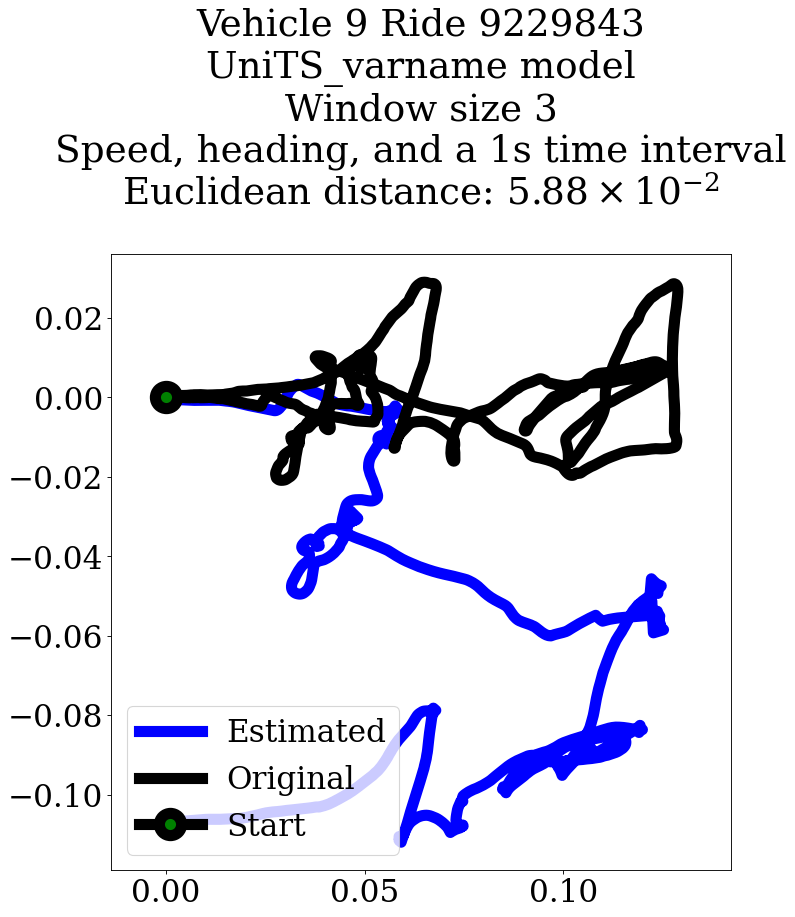 Vehicle 9 Ride 9229843
UniTS_varname model
Window size 3
Speed, heading, and a 1s time interval
Euclidean distance: 5.88 × 10⁻²
0.02
0.00
−0.02
−0.04
−0.06
−0.08
−0.10
Estimated
Original
Start
0.00 0.05 0.10